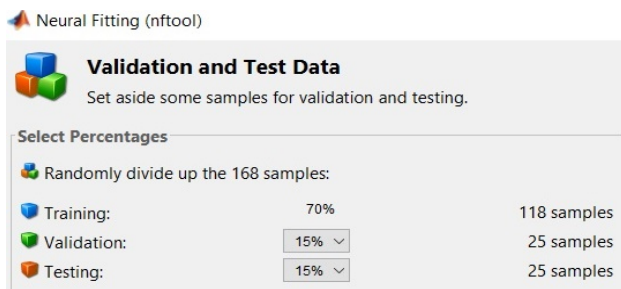 Neural Fitting (nftool)
Validation and Test Data
Set aside some samples for validation and testing.
Select Percentages
Randomly divide up the 168 samples:
Training: 70% 118 samples
Validation: 15% 25 samples
Testing: 15% 25 samples